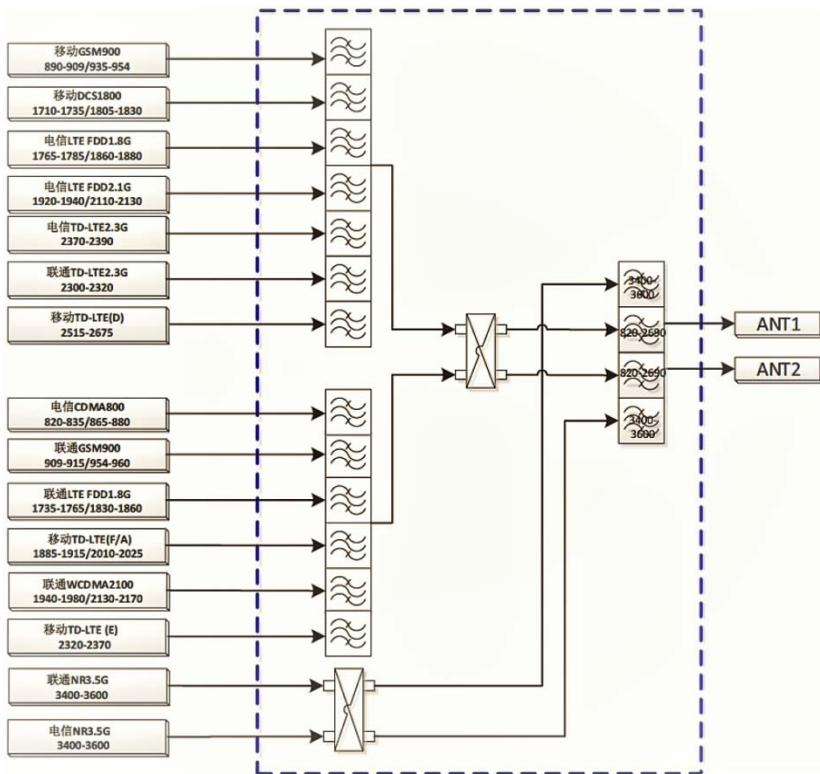 移动GSM900
890-909/935-954
移动DCS1800
1710-1735/1805-1830
电信LTE FDD1.8G
1765-1785/1860-1880
电信LTE FDD2.1G
1920-1940/2110-2130
电信TD-LTE2.3G
2370-2390
联通TD-LTE2.3G
2300-2320
移动TD-LTE(D)
2515-2675
电信CDMA800
820-835/865-880
联通GSM900
909-915/954-960
联通LTE FDD1.8G
1735-1765/1830-1860
移动TD-LTE(F/A)
1885-1915/2010-2025
联通WCDMA2100
1940-1980/2130-2170
移动TD-LTE (E)
2320-2370
联通NR3.5G
3400-3600
电信NR3.5G
3400-3600
3400-
3600
820-2690
820-2690
3400-
3600
ANT1
ANT2